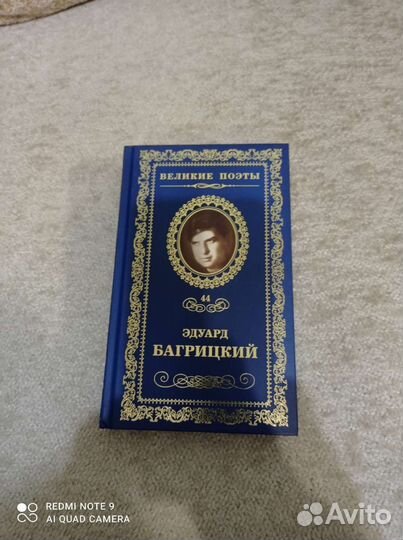 ВЕЛИКИЕ ПОЭТЫ
44
ЭДУАРД
БАГРИЦКИЙ
REDMI NOTE 9
AI QUAD CAMERA
Avito